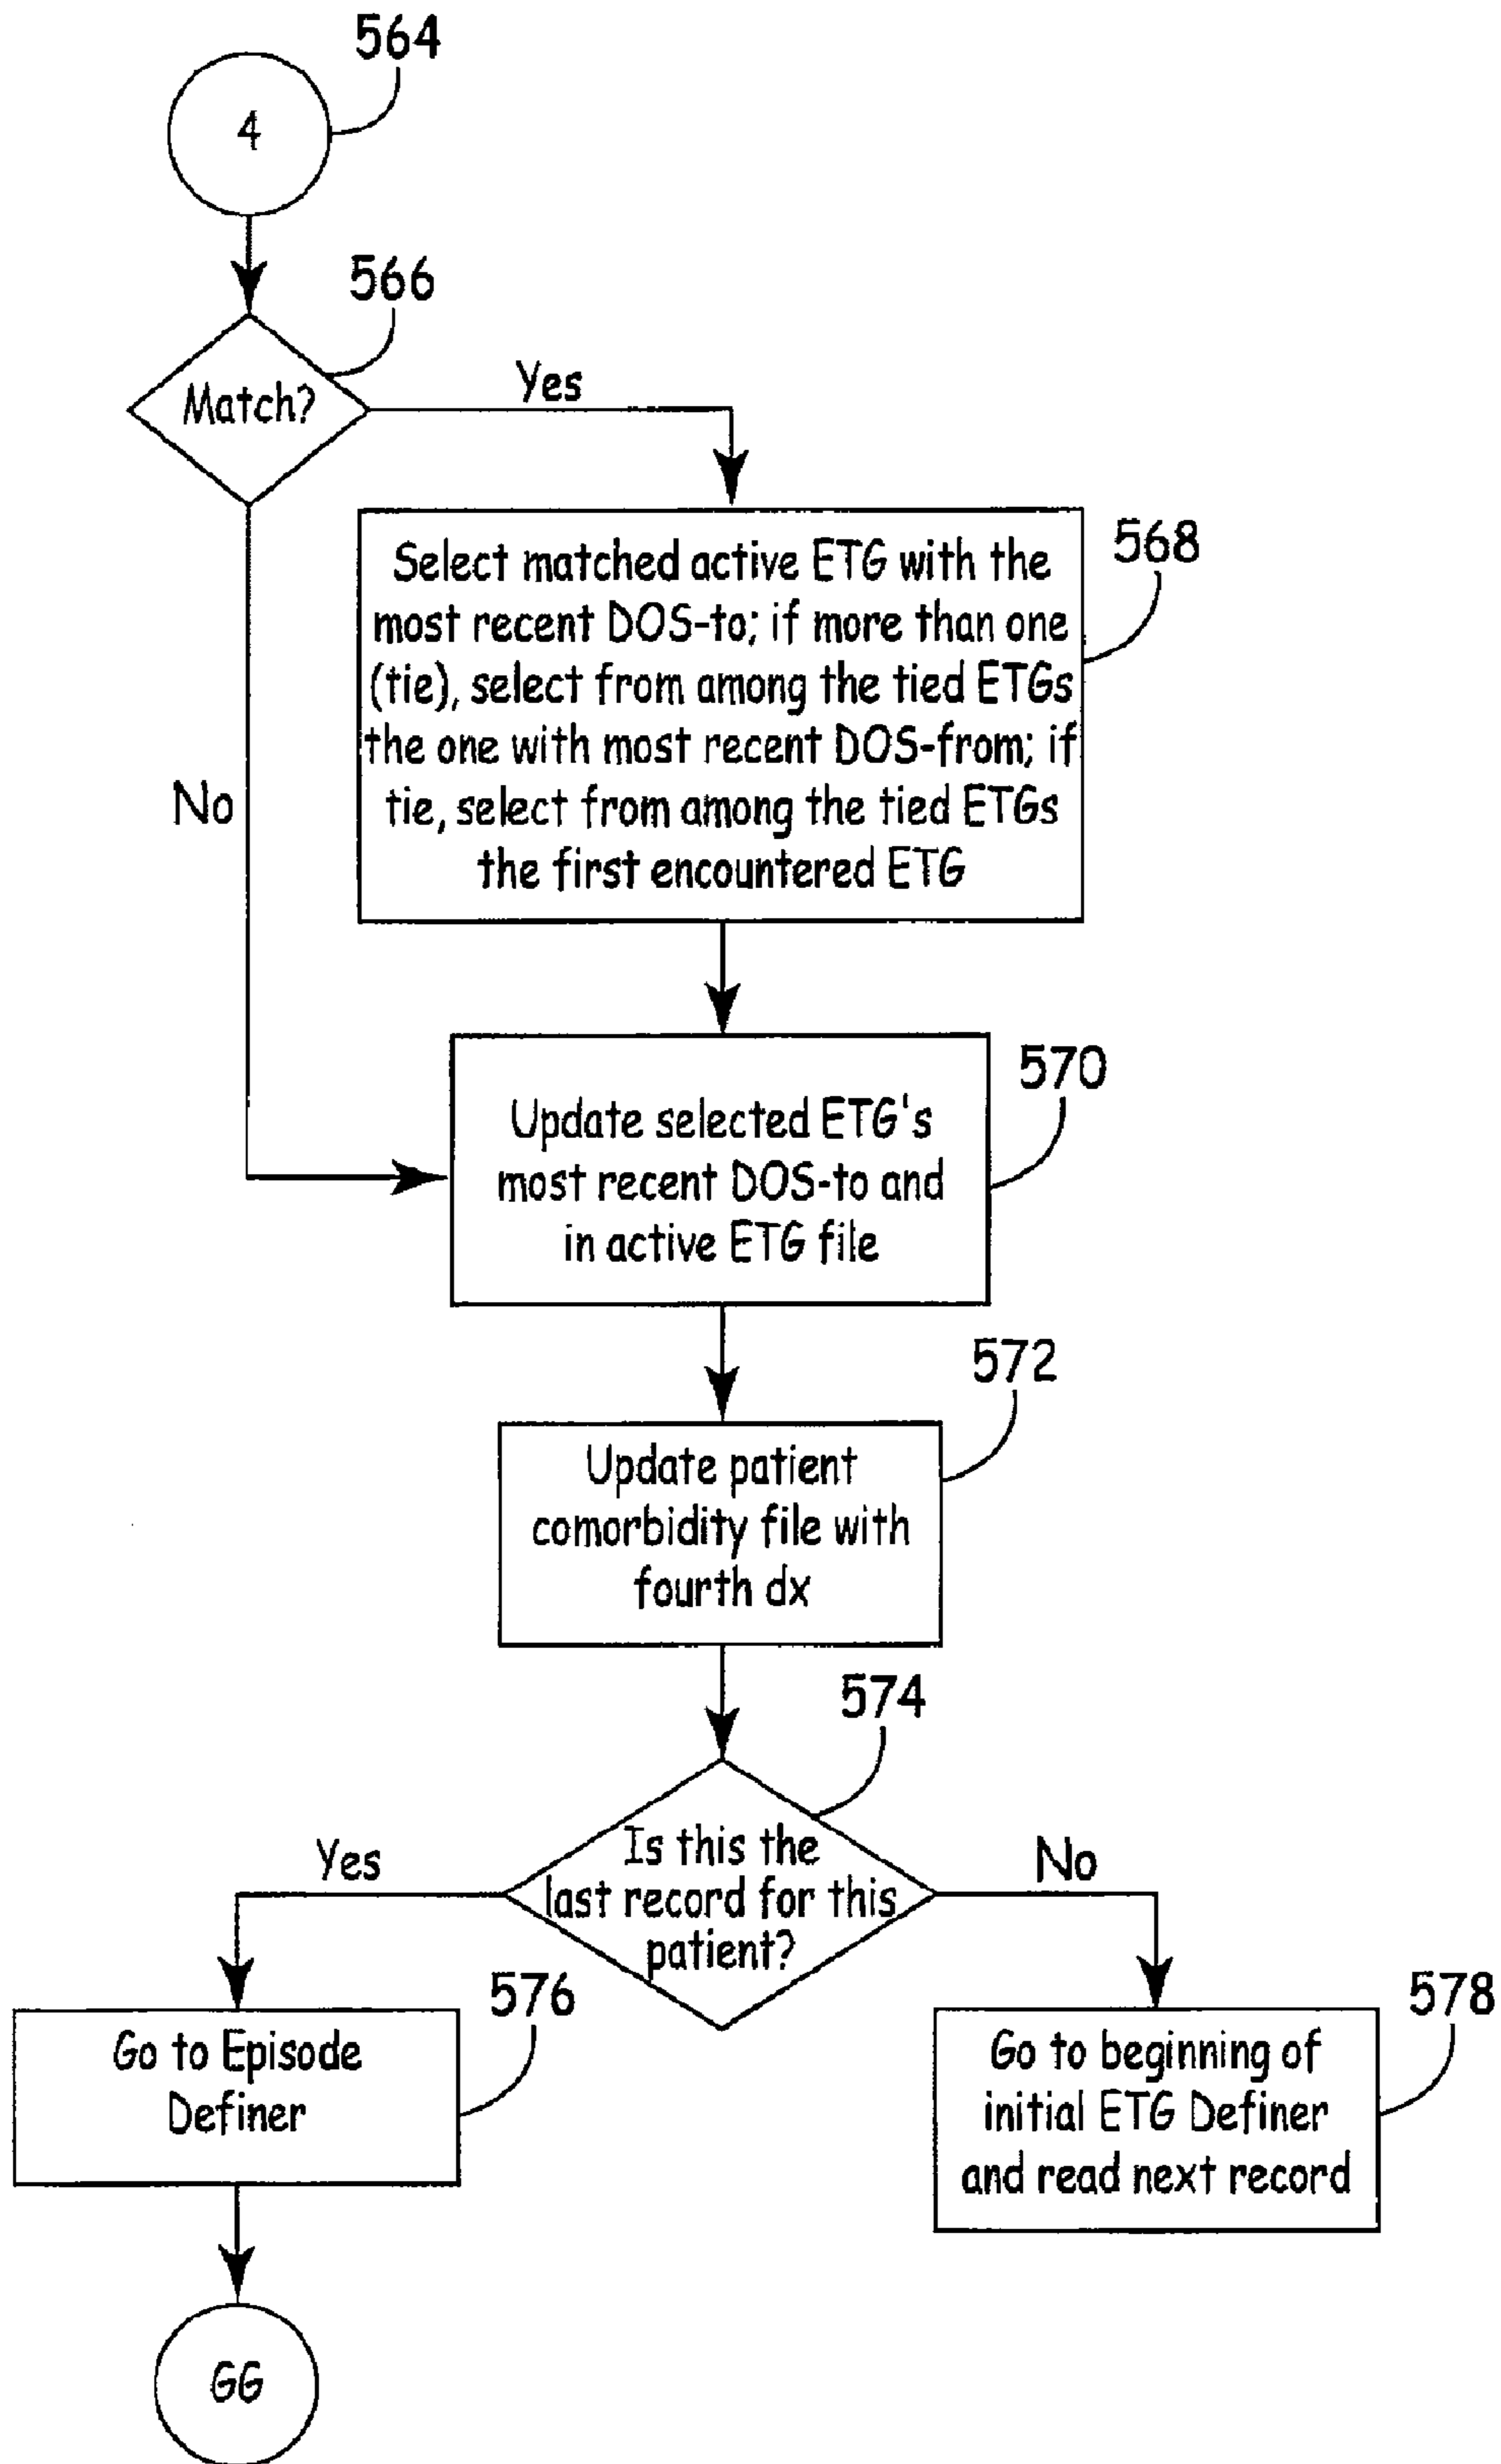 564
4
566
Match?
Yes
568
Select matched active ETG with the
most recent DOS-to; if more than one
(tie), select from among the tied ETGs
the one with most recent DOS-from; if
tie, select from among the tied ETGs
the first encountered ETG
No
570
Update selected ETG's
most recent DOS-to and
in active ETG file
572
Update patient
comorbidity file with
fourth dx
574
Is this the
last record for this
patient?
Yes
No
576
Go to Episode
Definer
578
Go to beginning of
initial ETG Definer
and read next record
GG